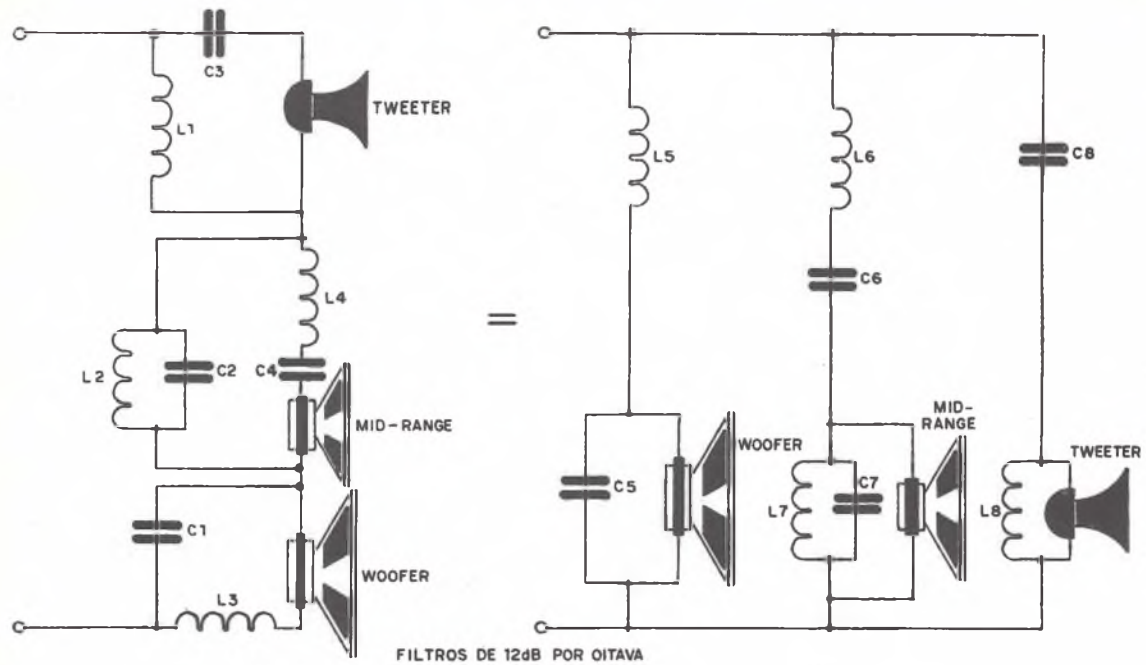 C3
TWEETER
L1
L4
L2
C2
C4
MID-RANGE
C1
WOOFER
L3
=
L5
L6
C8
C6
WOOFER
MID-
RANGE
C5
L7
C7
L8
TWEETER
FILTROS DE 12dB POR OITAVA